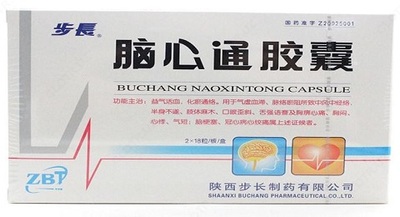 国药准字Z20025001
步長®
脑心通胶囊
BUCHANG NAOXINTONG CAPSULE
功能主治：益气活血，化瘀通络。用于气虚血滞、脉络瘀阻所致中风中经络，
半身不遂、肢体麻木、口眼歪斜、舌强语謇及胸痹心痛、胸闷、
心悸、气短；脑梗塞、冠心病心绞痛属上述证候者。
2×18粒/板/盒
ZBT
陕西步长制药有限公司
SHAANXI BUCHANG PHARMACEUTICAL CO.,LTD.